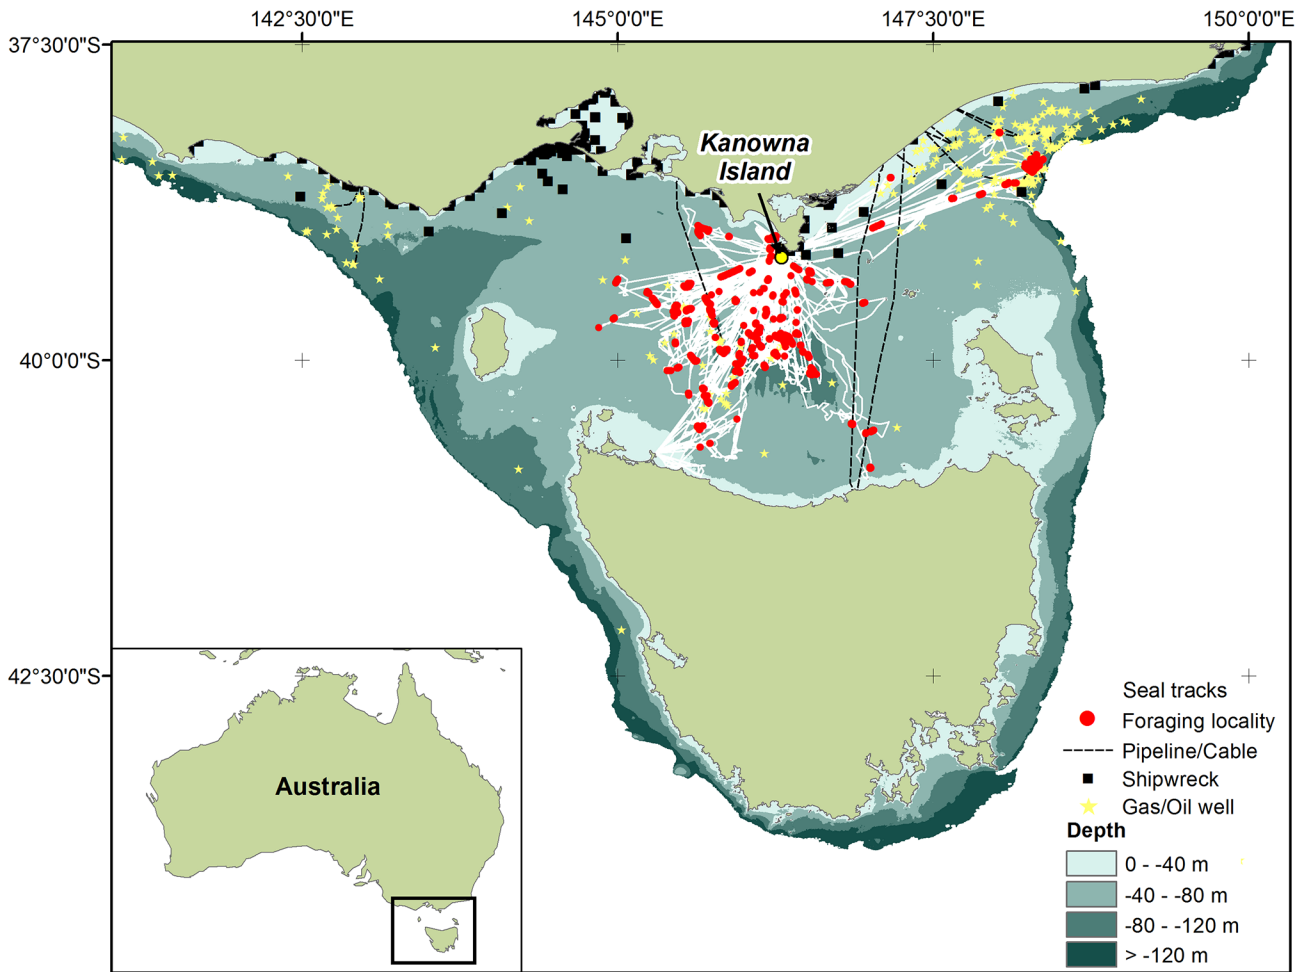 142°30'0"E
145°0'0"E
147°30'0"E
150°0'0"E
37°30'0"S
40°0'0"S
42°30'0"S
Kanowna
Island
Australia
Seal tracks
Foraging locality
Pipeline/Cable
Shipwreck
Gas/Oil well
Depth
0 - -40 m
-40 - -80 m
-80 - -120 m
> -120 m